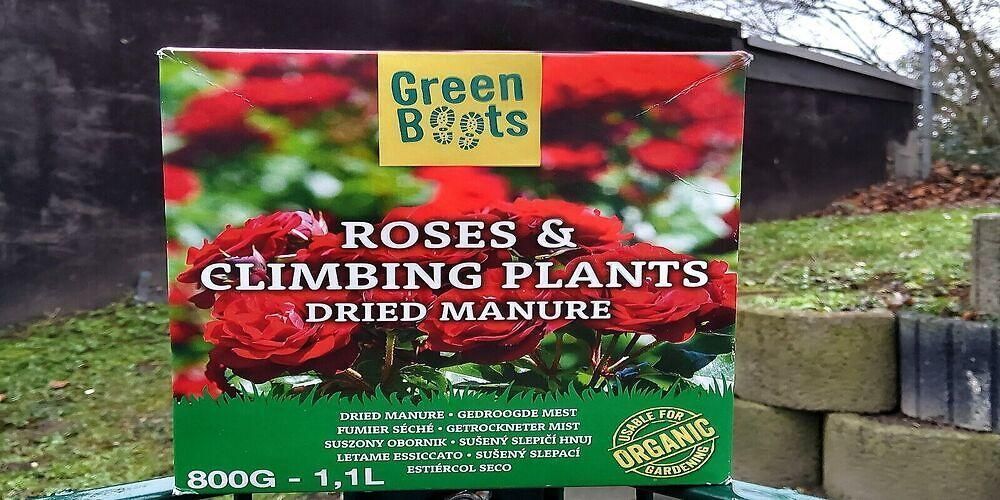 Green
Boots
ROSES &
CLIMBING PLANTS
DRIED MANURE
DRIED MANURE • GEDROOGDE MEST
FUMIER SÉCHÉ • GETROCKNETER MIST
SUSZONY OBORNIK • SUŠENÝ SLEPIČÍ HNUJ
LETAME ESSICCATO • SUŠENÝ SLEPACÍ
ESTIÉRCOL SECO
800G - 1,1L
USABLE FOR
ORGANIC
GARDENING